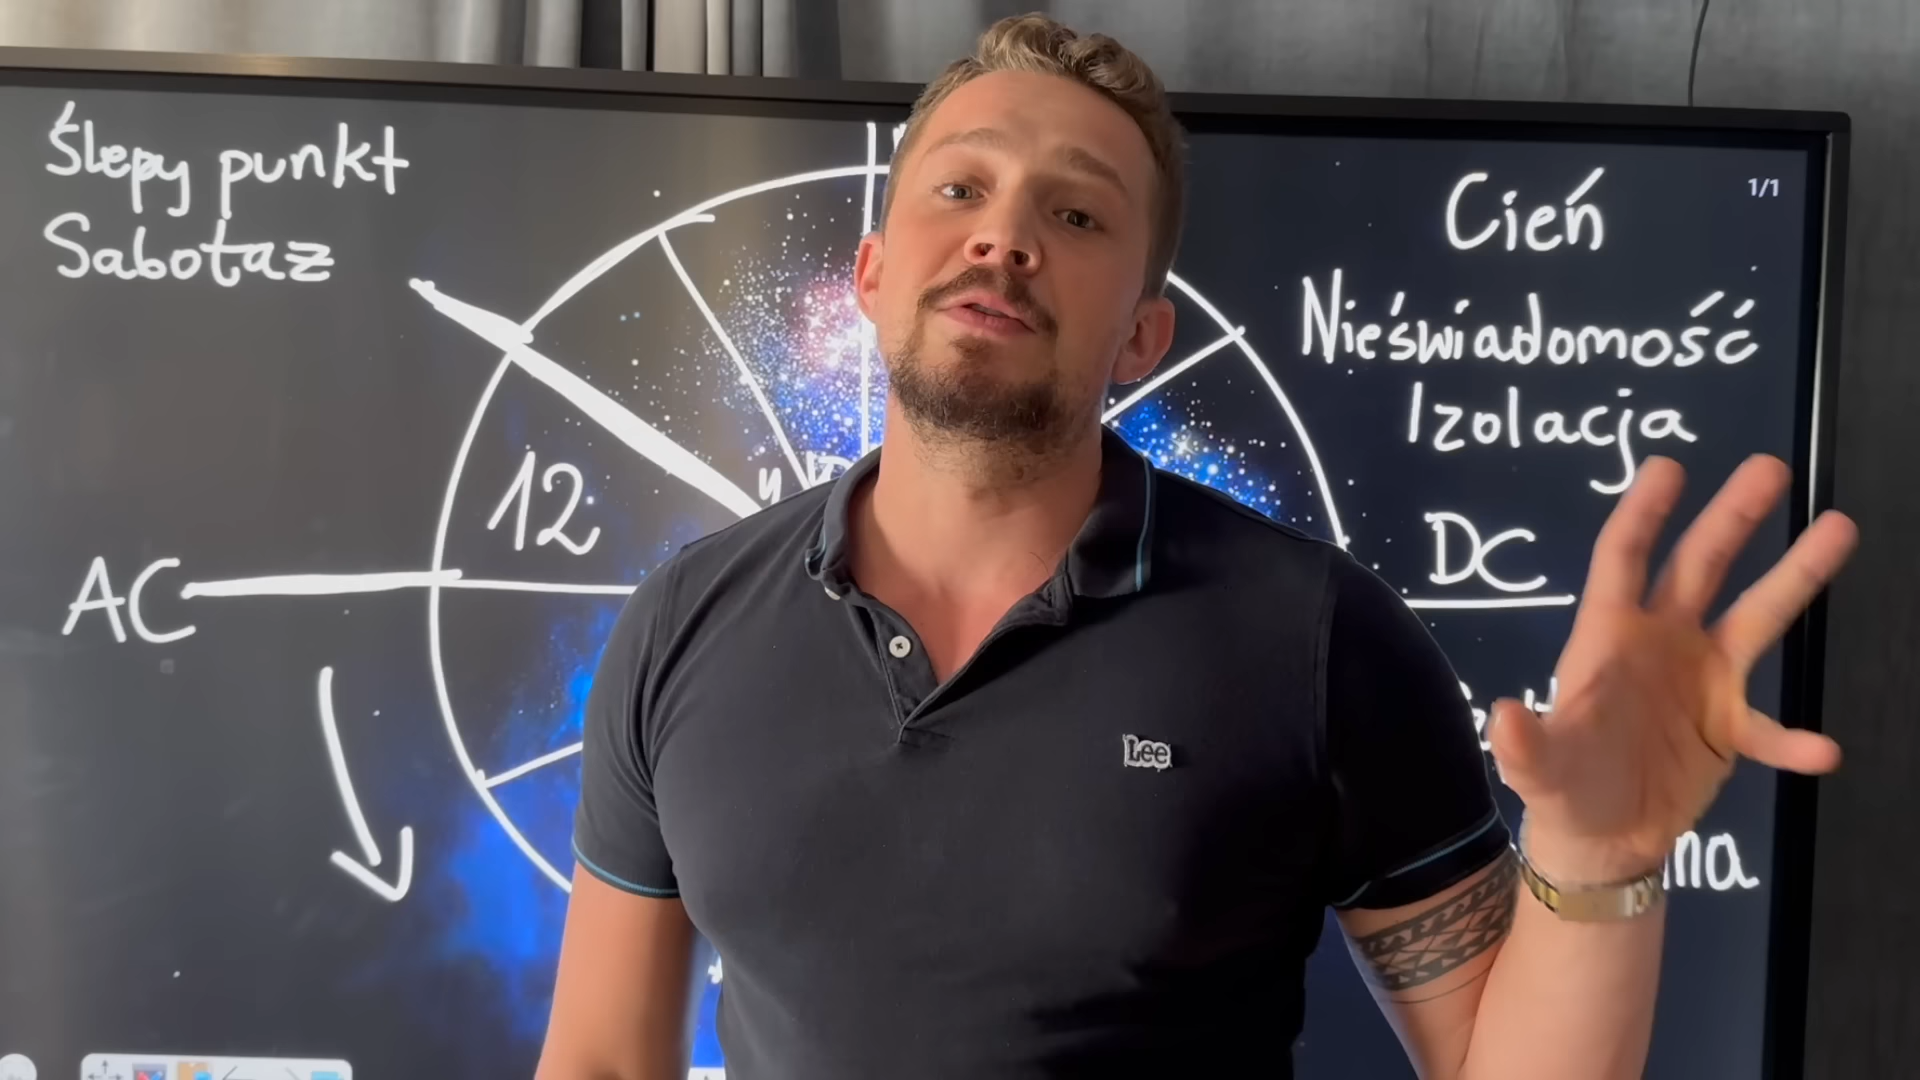 Ślepy punkt
Sabotaz
Cień
1/1
Nieświadomość
Izolacja
12
AC
DC
Lee